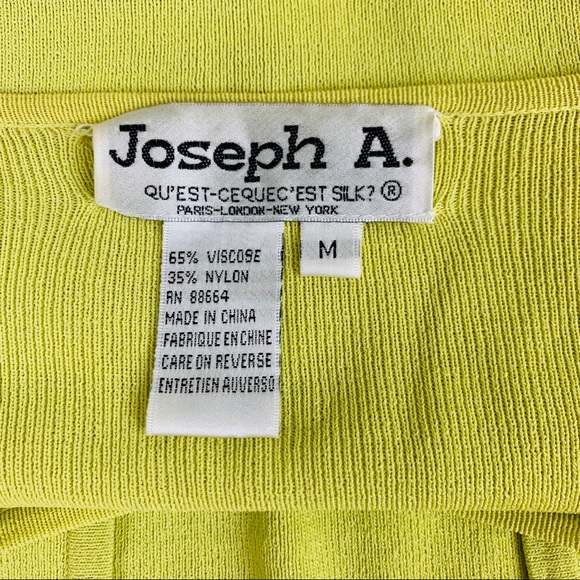 Joseph A.
QU'EST-CEQUEC'EST SILK? ®
PARIS-LONDON-NEW YORK
M
65% VISCOSE
35% NYLON
RN 88664
MADE IN CHINA
FABRIQUE EN CHINE
CARE ON REVERSE
ENTRETIEN AUVERSO